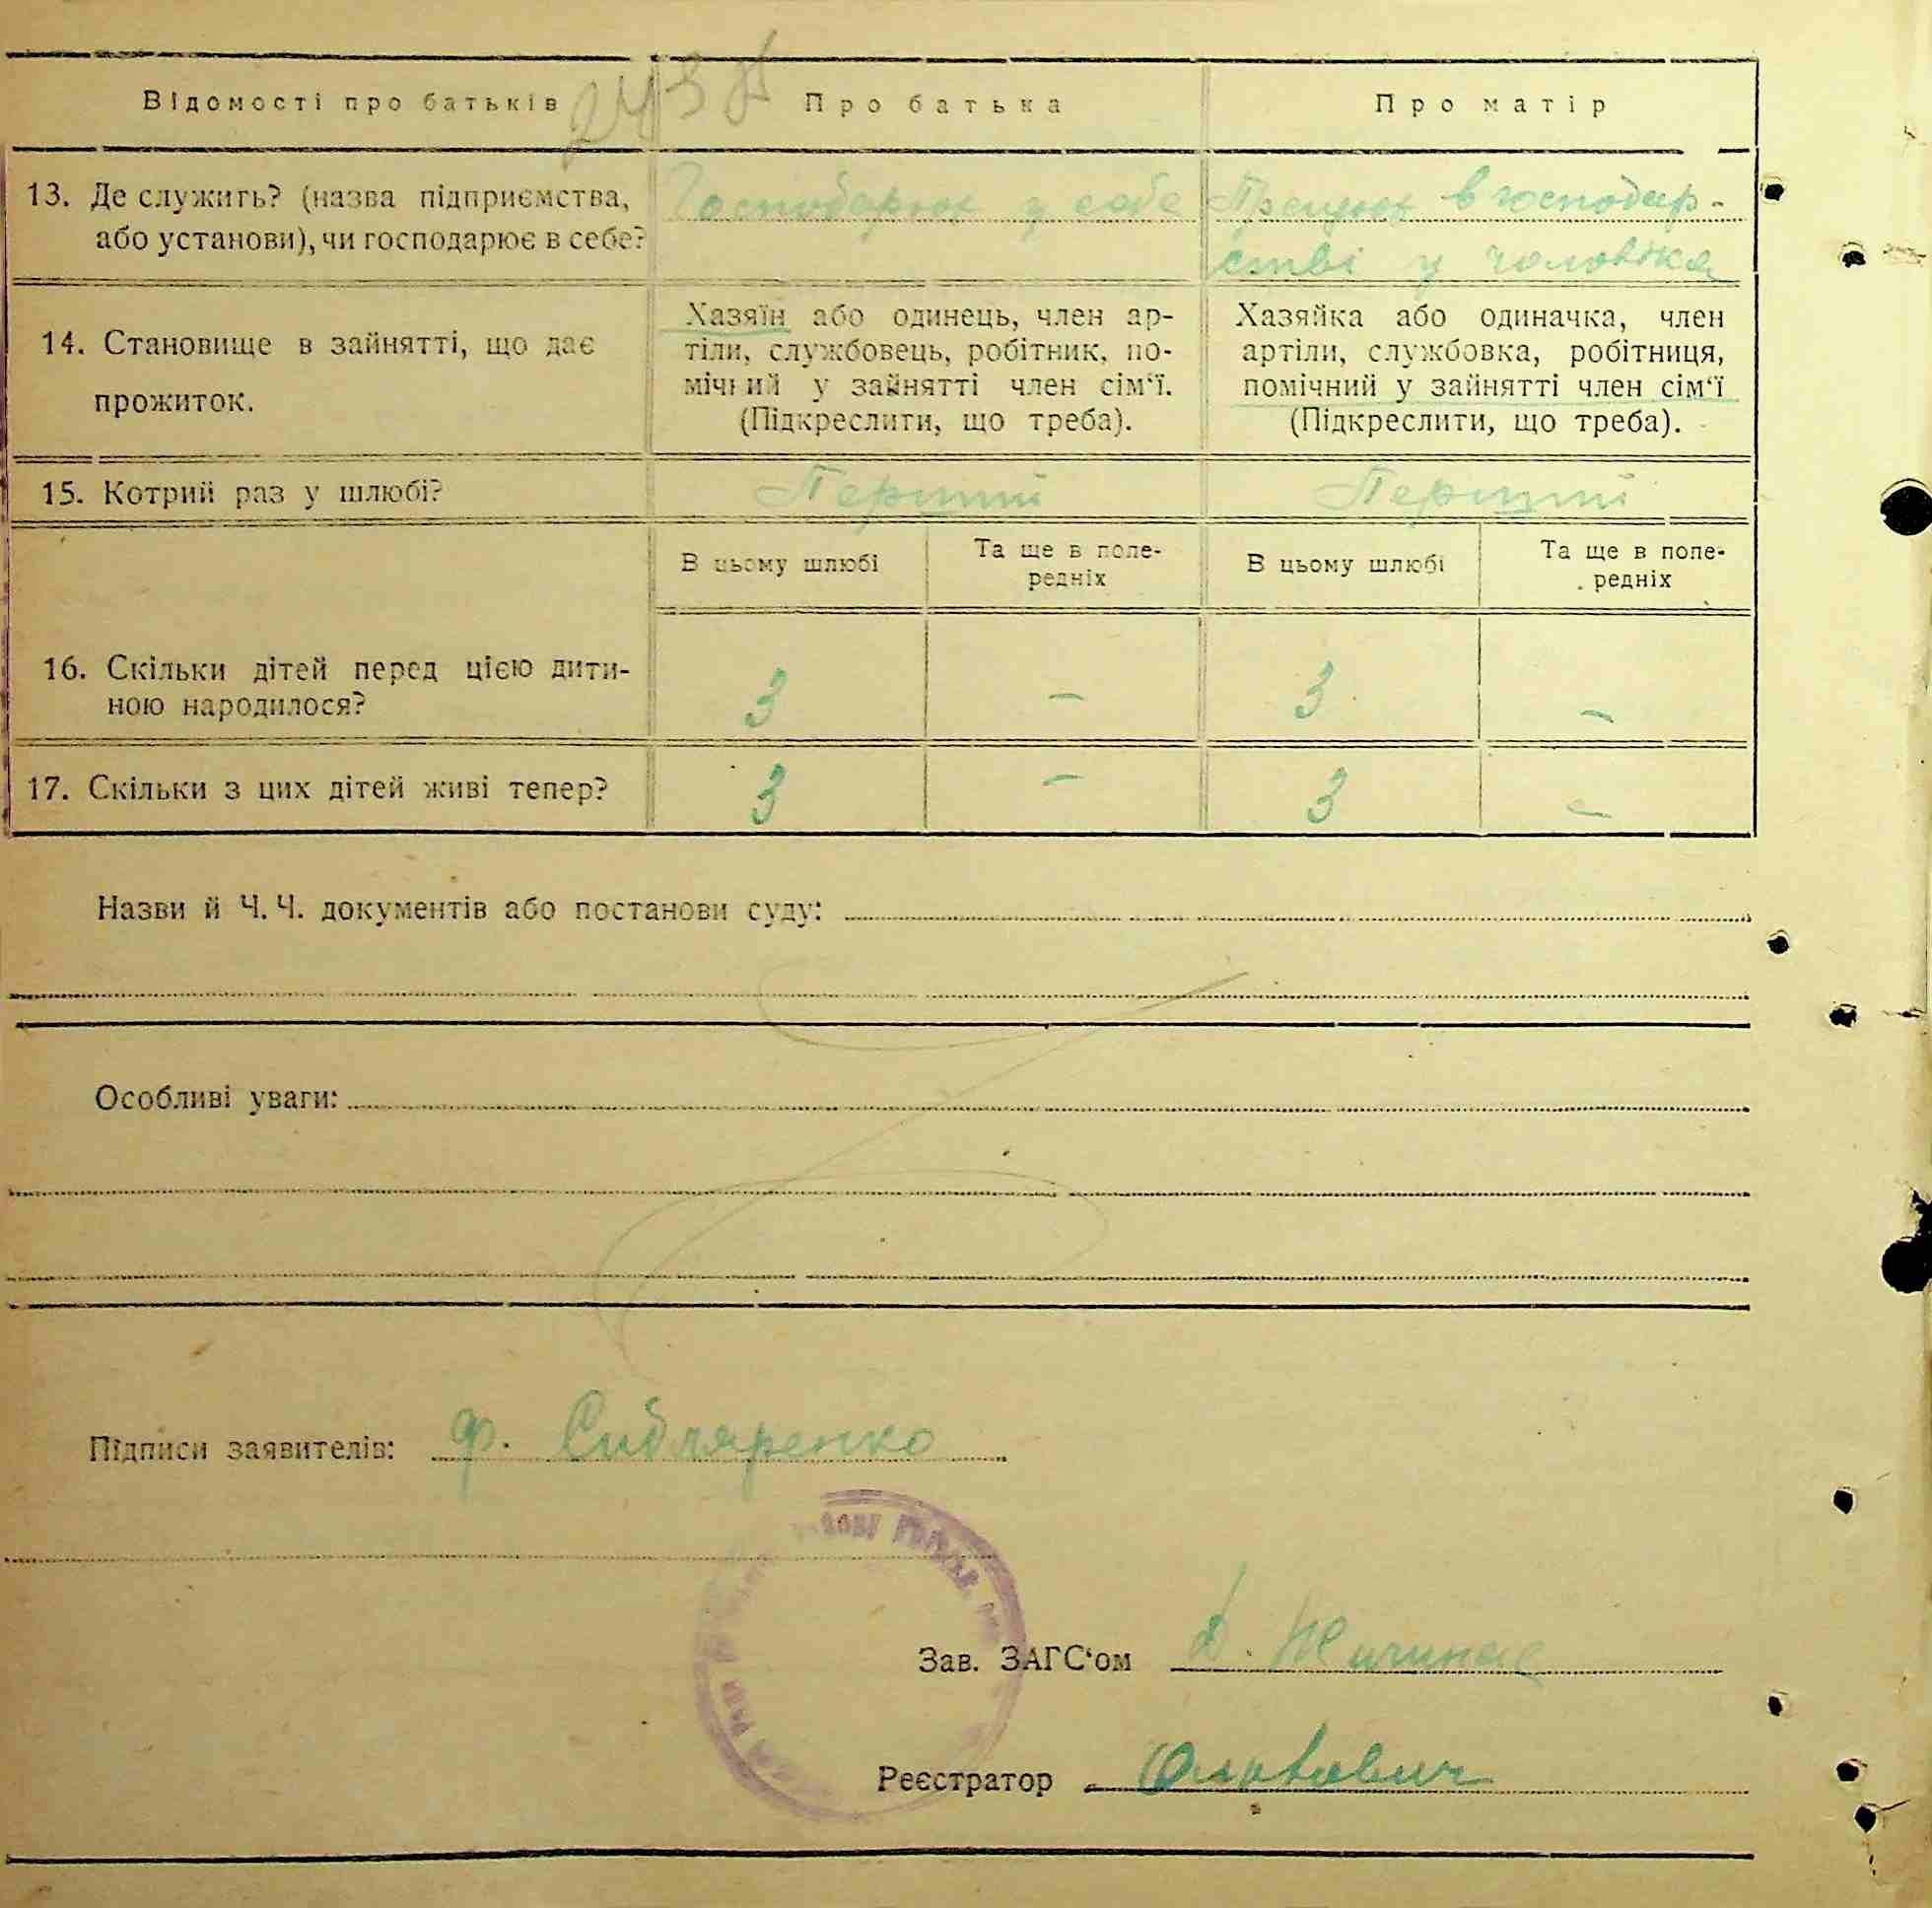 Відомості про батьків
Про батька
Про матір
13. Де служить? (назва підприємства,
або установи), чи господарює в себе?
Господарює у себе
Працює в господар-
стві у чоловіка
14. Становище в зайнятті, що дає
прожиток.
Хазяїн або одинець, член ар-
тіли, службовець, робітник, по-
мічний у зайнятті член сім'ї.
(Підкреслити, що треба).
Хазяйка або одиначка, член
артіли, службовка, робітниця,
помічний у зайнятті член сім'ї
(Підкреслити, що треба).
15. Котрий раз у шлюбі?
Перший
Перший
В цьому шлюбі
Та ще в попе-
редніх
В цьому шлюбі
Та ще в попе-
редніх
16. Скільки дітей перед цією дити-
ною народилося?
3
–
3
–
17. Скільки з цих дітей живі тепер?
3
–
3
–
Назви й Ч. Ч. документів або постанови суду:
Особливі уваги:
Підписи заявителів: Ф.
Зав. ЗАГС'ом
Реєстратор